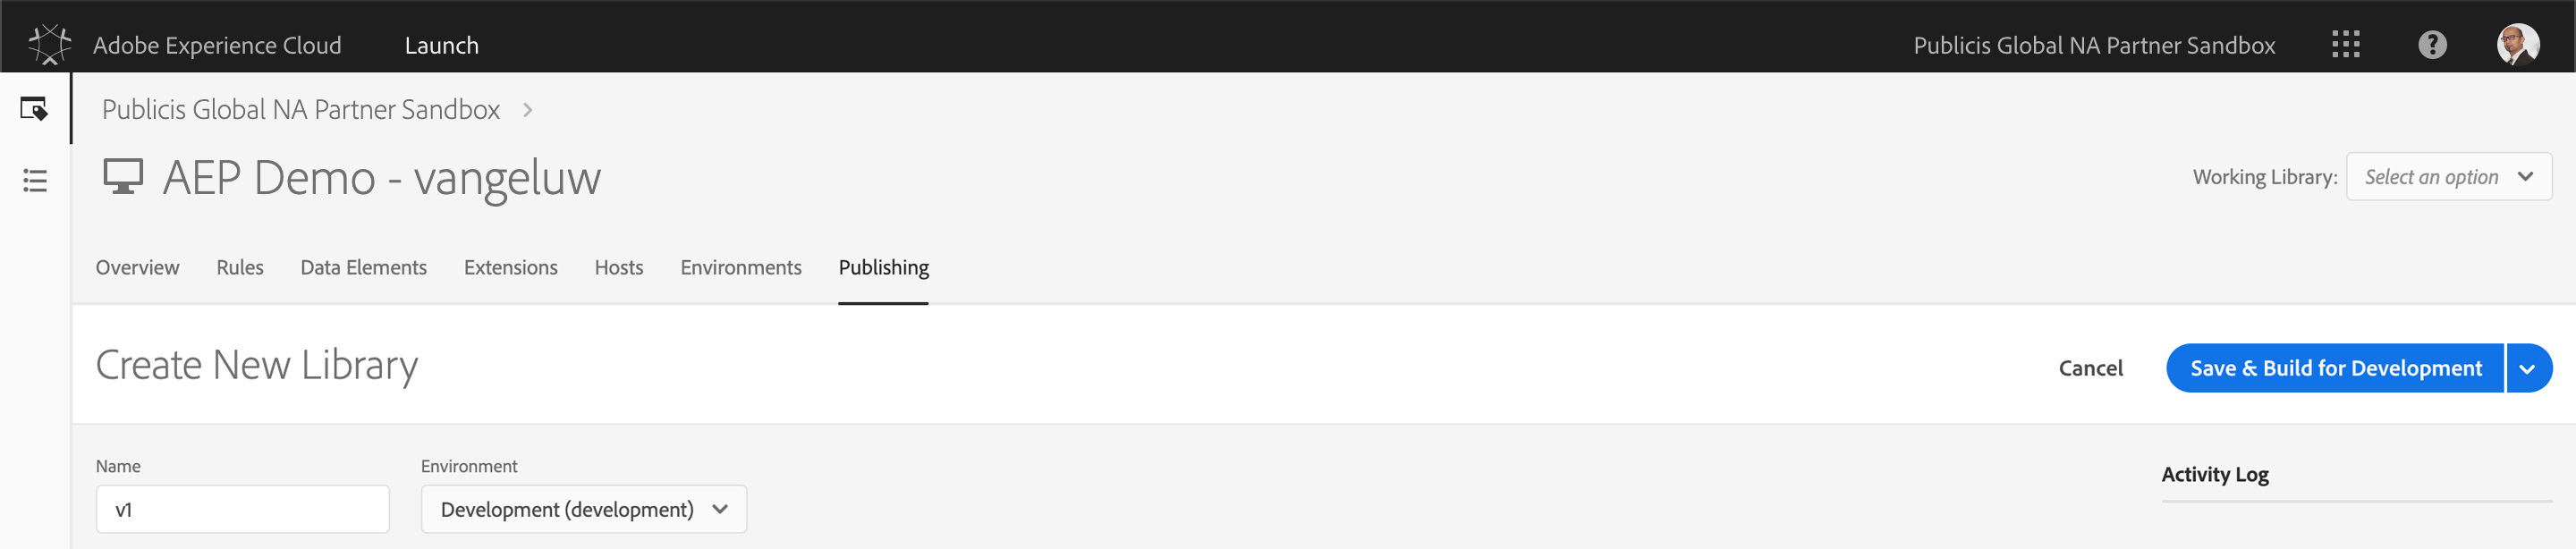 Adobe Experience Cloud Launch Publicis Global NA Partner Sandbox ?
Publicis Global NA Partner Sandbox >
AEP Demo - vangeluw Working Library: Select an option
Overview Rules Data Elements Extensions Hosts Environments Publishing
Create New Library Cancel Save & Build for Development
Name Environment Activity Log
v1 Development (development)